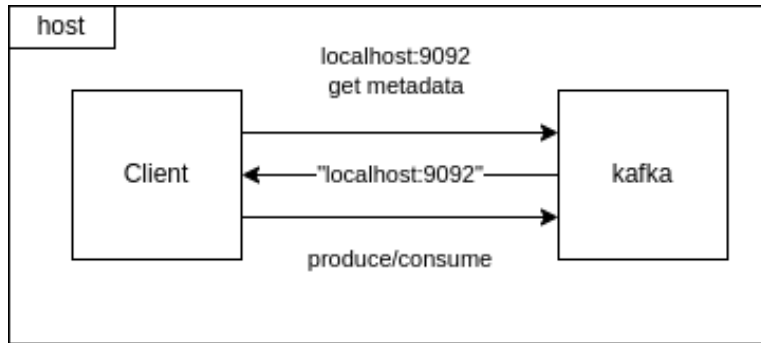 host
localhost:9092
get metadata
Client
"localhost:9092"
kafka
produce/consume